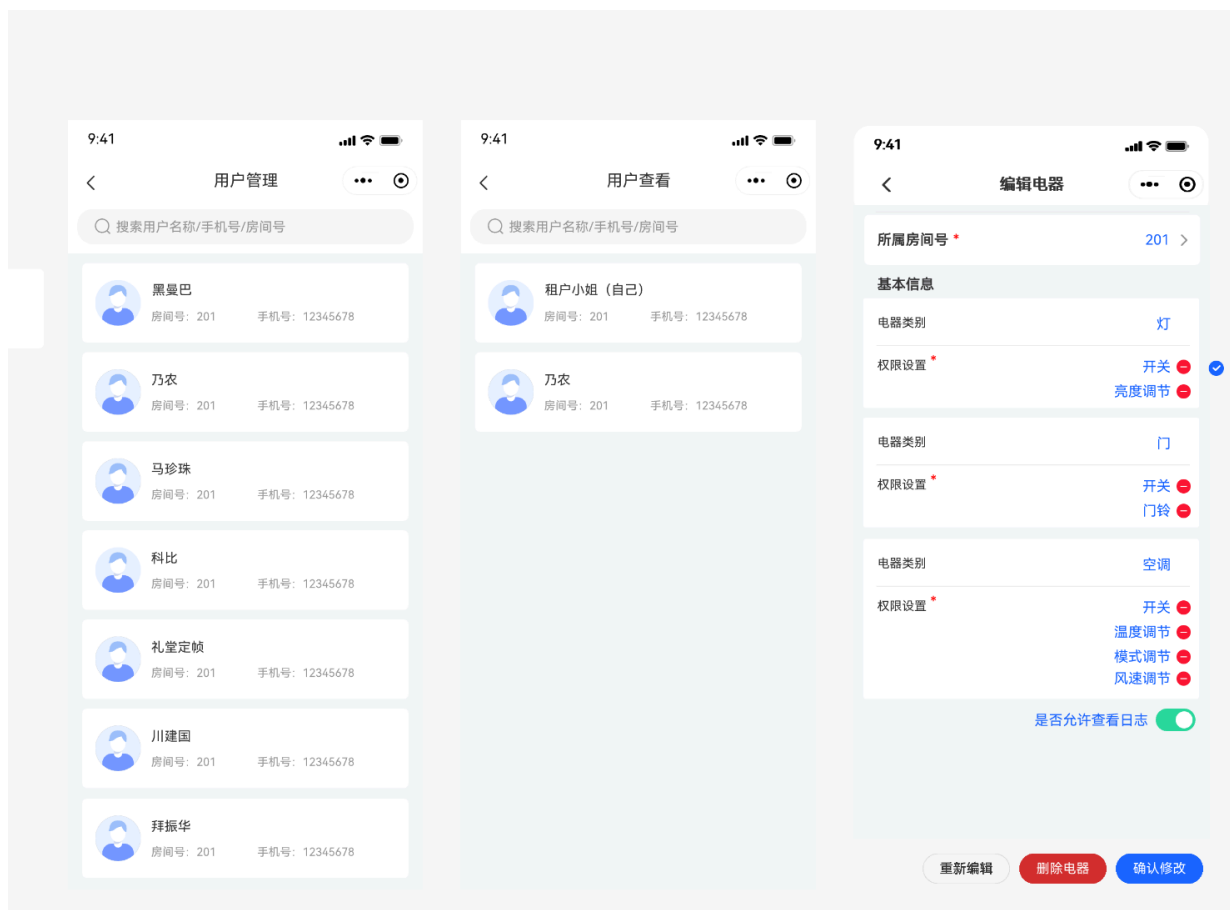 9:41
用户管理
搜索用户名称/手机号/房间号
黑曼巴
房间号：201 手机号：12345678
乃农
房间号：201 手机号：12345678
马珍珠
房间号：201 手机号：12345678
科比
房间号：201 手机号：12345678
礼堂定帧
房间号：201 手机号：12345678
川建国
房间号：201 手机号：12345678
拜振华
房间号：201 手机号：12345678
9:41
用户查看
搜索用户名称/手机号/房间号
租户小姐（自己）
房间号：201 手机号：12345678
乃农
房间号：201 手机号：12345678
9:41
编辑电器
所属房间号 * 201
基本信息
电器类别 灯
权限设置 * 开关
亮度调节
电器类别 门
权限设置 * 开关
门铃
电器类别 空调
权限设置 * 开关
温度调节
模式调节
风速调节
是否允许查看日志
重新编辑 删除电器 确认修改